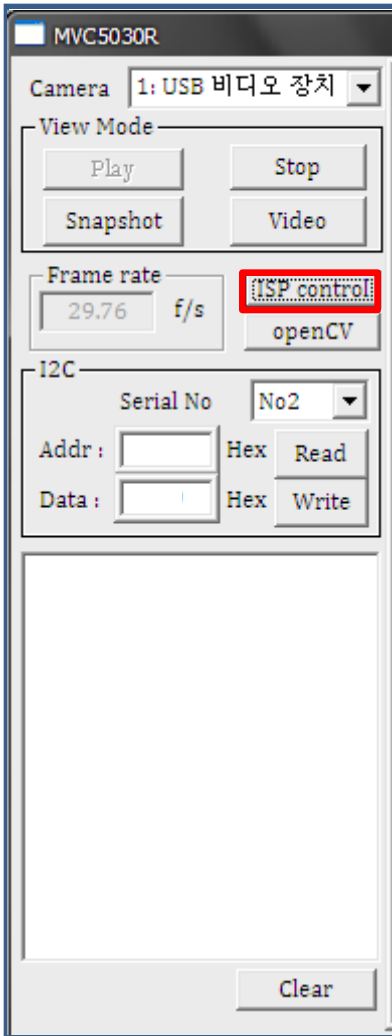 MVC5030R
Camera 1: USB 비디오 장치
View Mode
Play Stop
Snapshot Video
Frame rate
29.76 f/s
ISP control
openCV
I2C
Serial No No2
Addr : Hex Read
Data : Hex Write
Clear